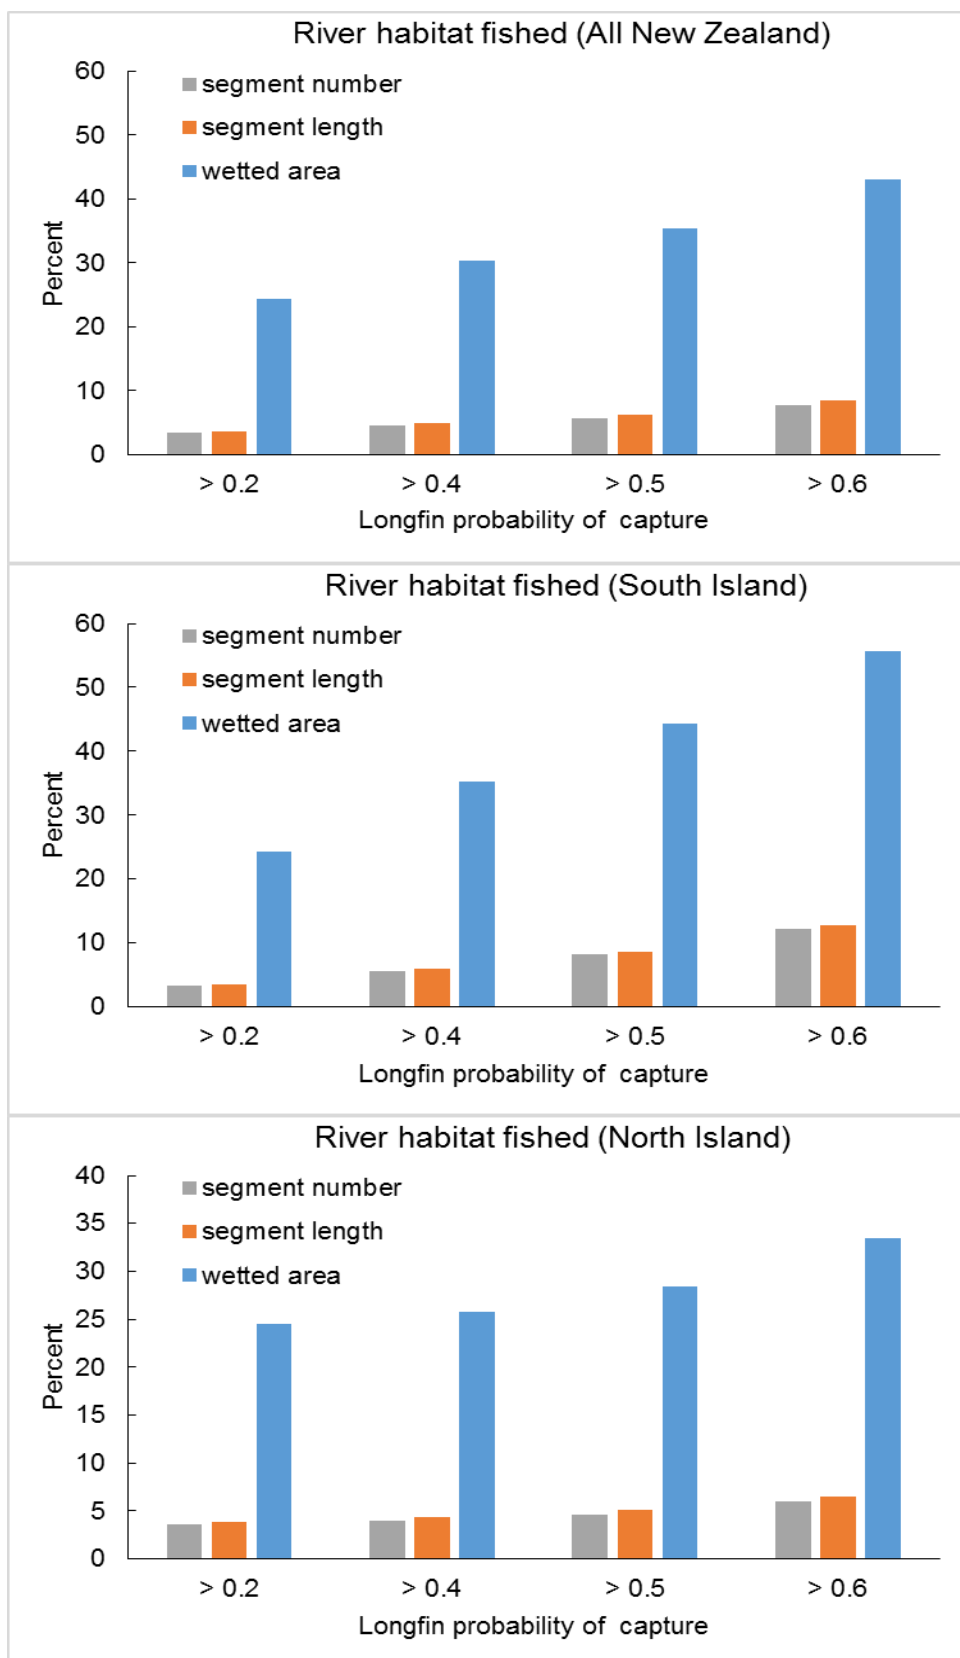 River habitat fished (All New Zealand)
60
segment number
50
segment length
wetted area
40
30
20
10
0
Percent
> 0.2 > 0.4 > 0.5 > 0.6
Longfin probability of capture
River habitat fished (South Island)
60
segment number
50
segment length
wetted area
40
30
20
10
0
Percent
> 0.2 > 0.4 > 0.5 > 0.6
Longfin probability of capture
River habitat fished (North Island)
40
segment number
35
segment length
30
wetted area
25
20
15
10
5
0
Percent
> 0.2 > 0.4 > 0.5 > 0.6
Longfin probability of capture